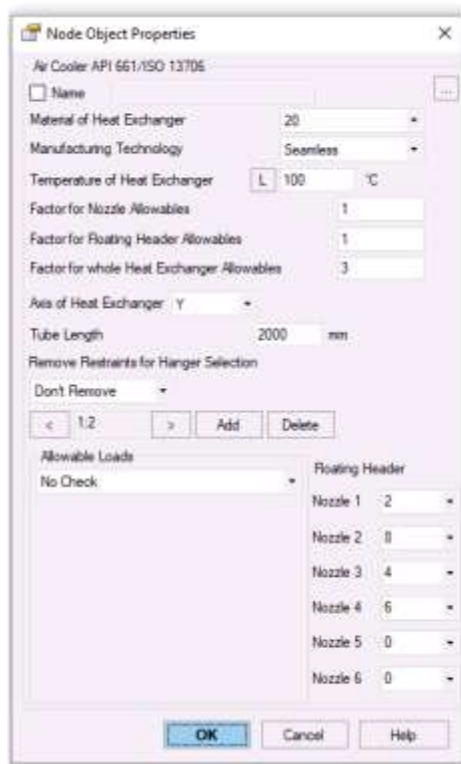 Node Object Properties
Air Cooler API 661/ISO 13706
Name
...
Material of Heat Exchanger 20
Manufacturing Technology Seamless
Temperature of Heat Exchanger L 100 °C
Factor for Nozzle Allowables 1
Factor for Floating Header Allowables 1
Factor for whole Heat Exchanger Allowables 3
Axis of Heat Exchanger Y
Tube Length 2000 mm
Remove Restraints for Hanger Selection
Don't Remove
< 1:2 > Add Delete
Allowable Loads
No Check
Floating Header
Nozzle 1 2
Nozzle 2 8
Nozzle 3 4
Nozzle 4 6
Nozzle 5 0
Nozzle 6 0
OK Cancel Help